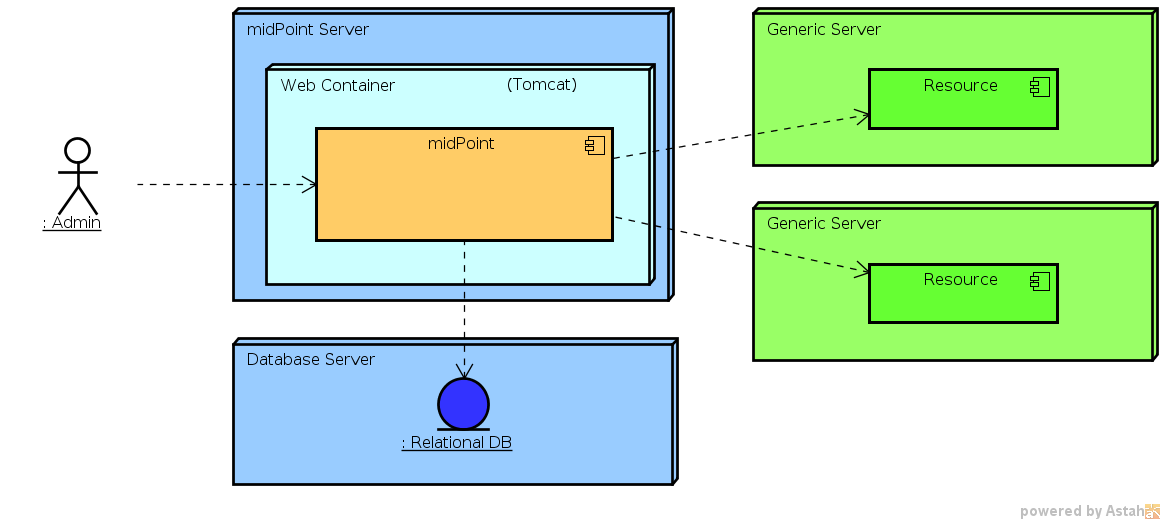 midPoint Server
Web Container (Tomcat)
midPoint
: Admin
Database Server
: Relational DB
Generic Server
Resource
Generic Server
Resource
powered by Astah